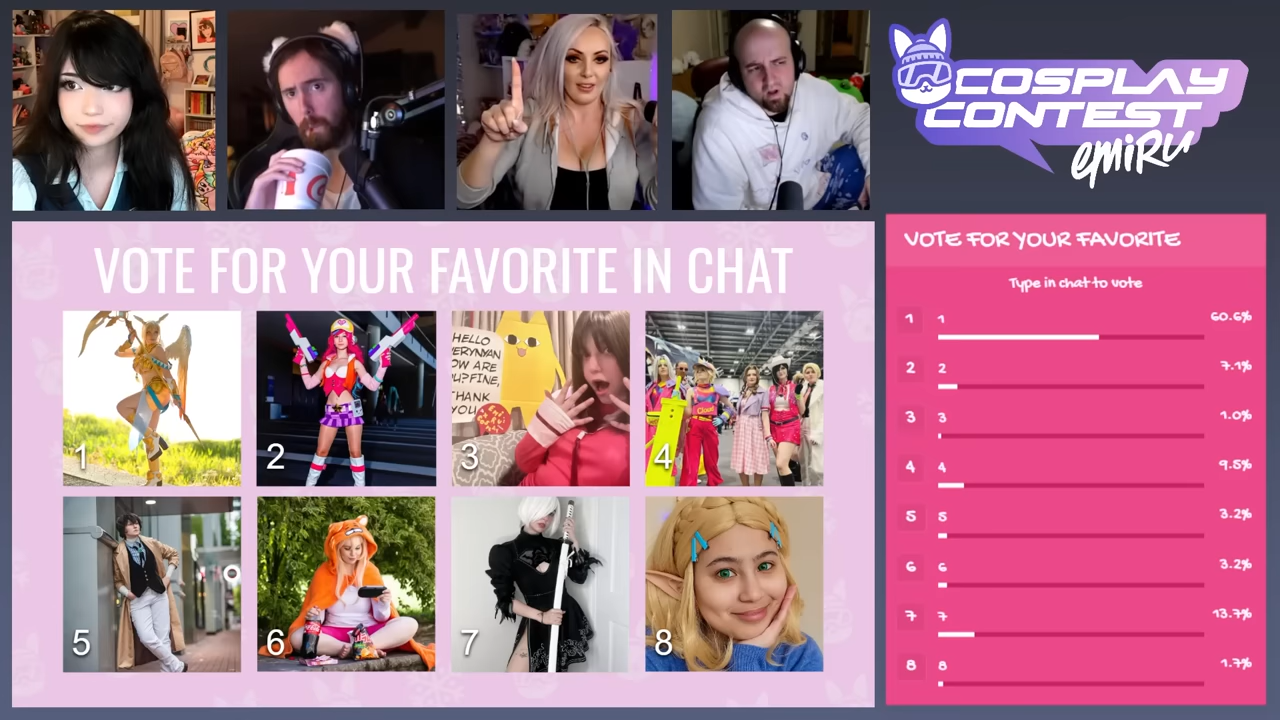 COSPLAY
CONTEST
emiru
VOTE FOR YOUR FAVORITE IN CHAT
1
2
HELLO
VERYNYAN
OW ARE
U? FINE,
THANK
YOU
3
Cloud
4
5
6
7
8
VOTE FOR YOUR FAVORITE
Type in chat to vote
1 1 60.6%
2 2 7.1%
3 3 1.0%
4 4 9.5%
5 5 3.2%
6 6 3.2%
7 7 13.7%
8 8 1.7%